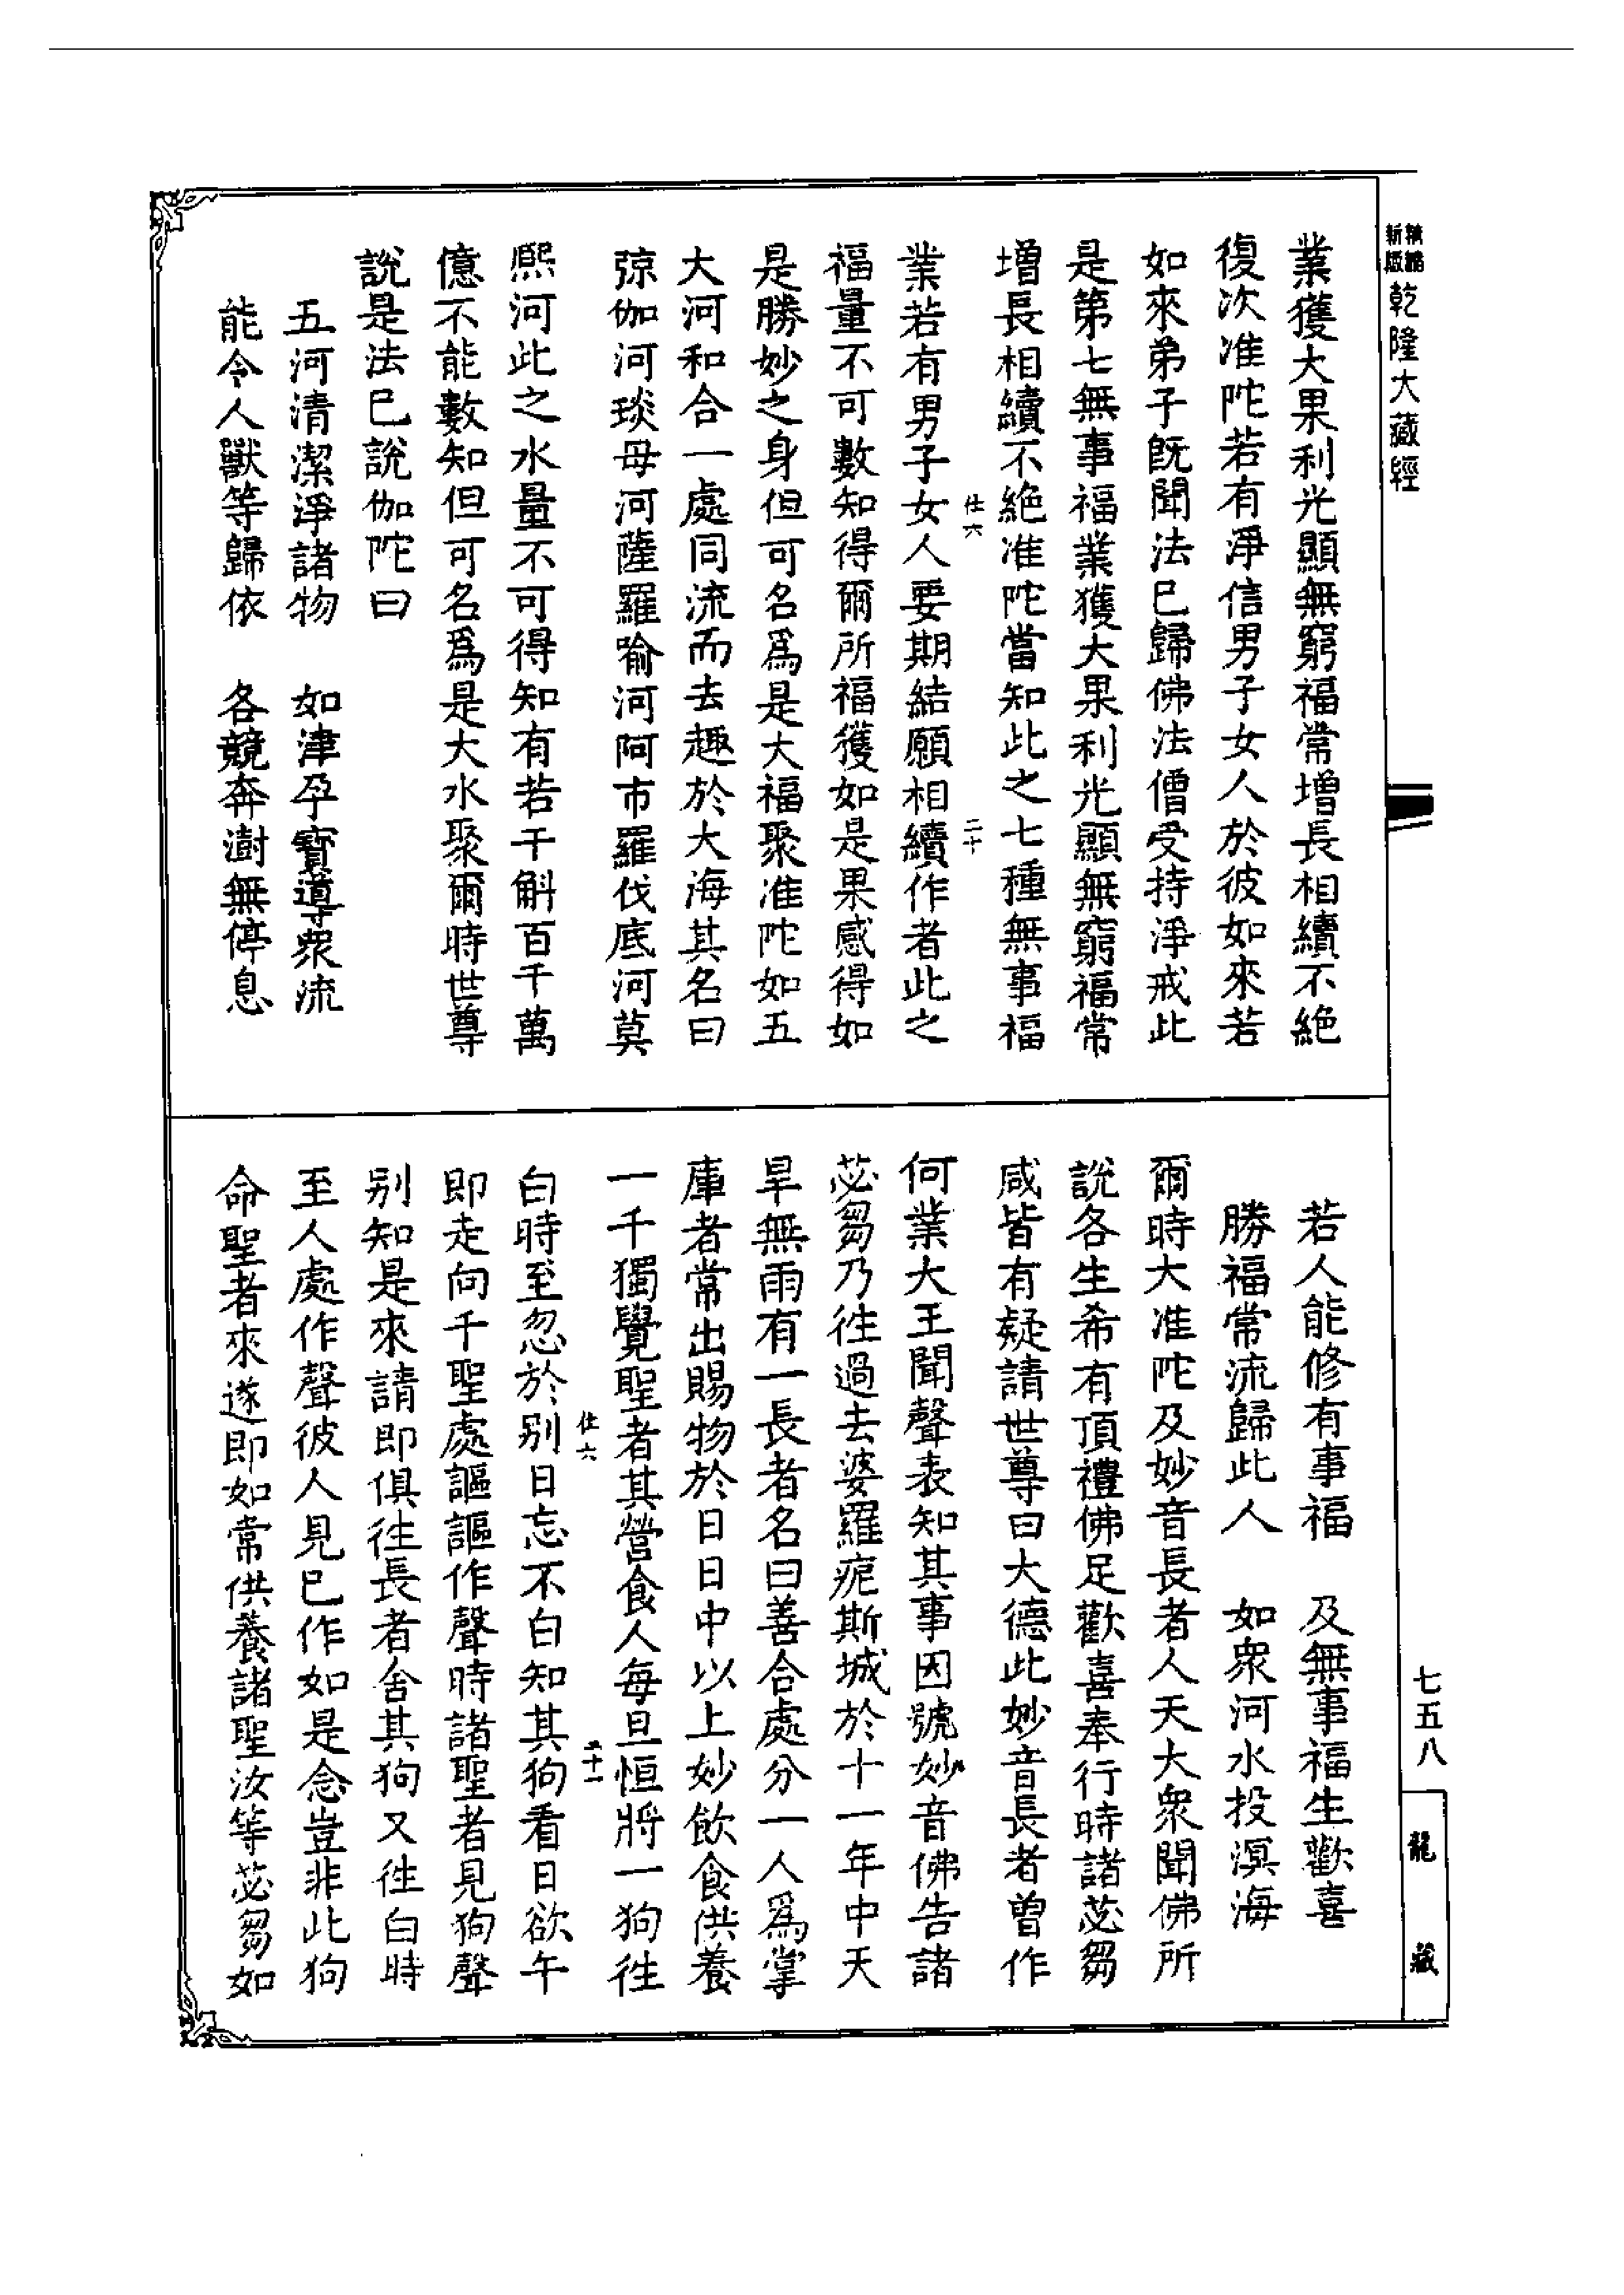 新版
精縮
乾隆大藏經
業獲大果利光顯無窮福常增長相續不絶
復次准陀若有淨信男子女人於彼如來若
如來弟子旣聞法已歸佛法僧受持淨戒此
是第七無事福業獲大果利光顯無窮福常
增長相續不絶准陀當知此之七種無事福
仕六
二十
業若有男子女人要期結願相續作者此之
福量不可數知得爾所福獲如是果感得如
是勝妙之身但可名爲是大福聚准陀如五
大河和合一處同流而去趣於大海其名曰
弶伽河琰母河薩羅喻河阿市羅伐底河莫
熈河此之水量不可得知有若干斛百千萬
億不能數知但可名爲是大水聚爾時世尊
說是法已說伽陀曰
五河清潔淨諸物　如津孕寶導衆流
能令人獸等歸依　各競奔澍無停息
若人能修有事福　及無事福生歡喜
勝福常流歸此人　如衆河水投溟海
爾時大准陀及妙音長者人天大衆聞佛所
說各生希有頂禮佛足歡喜奉行時諸苾芻
咸皆有疑請世尊曰大德此妙音長者曾作
何業大王聞聲表知其事因號妙音佛告諸
苾芻乃往過去婆羅痆斯城於十一年中天
旱無雨有一長者名曰善合處分一人爲掌
庫者常出賜物於日日中以上妙飲食供養
一千獨覺聖者其營食人每旦恒將一狗往
仕六
二十一
白時至忽於別日忘不白知其狗看日欲午
即走向千聖處謳謳作聲時諸聖者見狗聲
別知是來請即俱往長者舍其狗又往白時
至人處作聲彼人見已作如是念豈非此狗
命聖者來遂即如常供養諸聖汝等苾芻如
七五八
龍藏